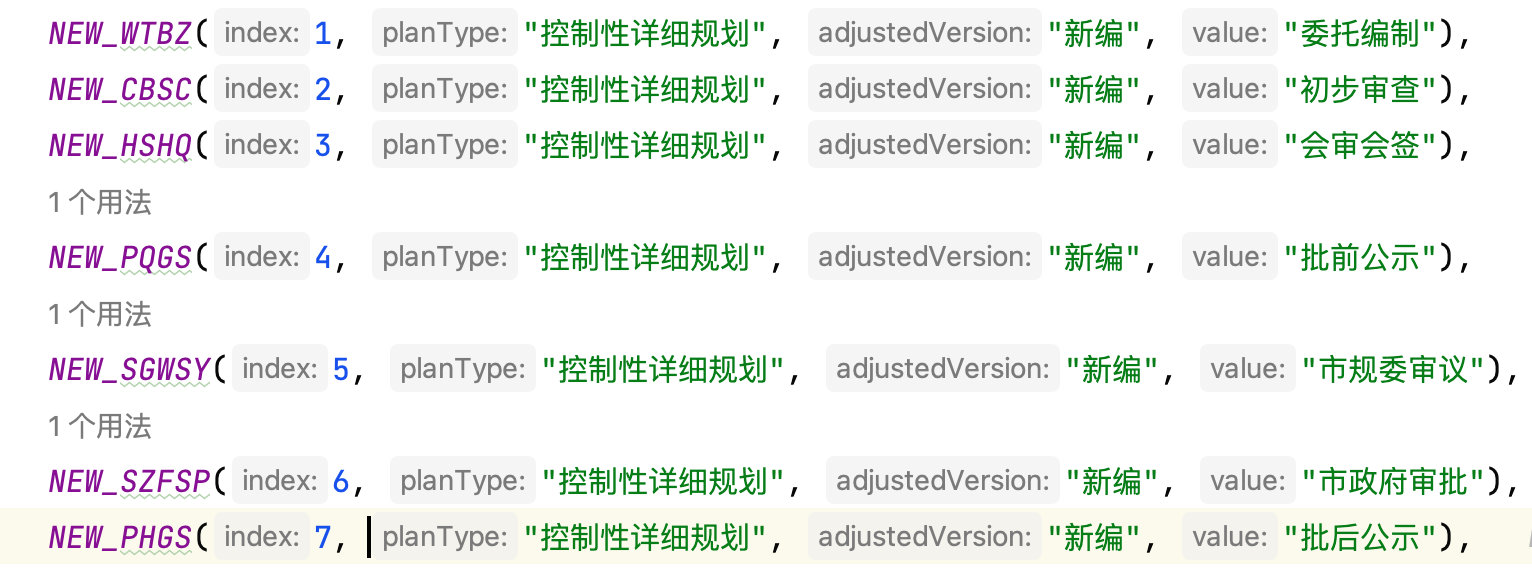 NEW_WTBZ( index: 1, planType: "控制性详细规划", adjustedVersion: "新编", value: "委托编制"),
NEW_CBSC( index: 2, planType: "控制性详细规划", adjustedVersion: "新编", value: "初步审查"),
NEW_HSHQ( index: 3, planType: "控制性详细规划", adjustedVersion: "新编", value: "会审会签"),
1 个用法
NEW_PQGS( index: 4, planType: "控制性详细规划", adjustedVersion: "新编", value: "批前公示"),
1 个用法
NEW_SGWSY( index: 5, planType: "控制性详细规划", adjustedVersion: "新编", value: "市规委审议"),
1 个用法
NEW_SZFSP( index: 6, planType: "控制性详细规划", adjustedVersion: "新编", value: "市政府审批"),
NEW_PHGS( index: 7, planType: "控制性详细规划", adjustedVersion: "新编", value: "批后公示"),